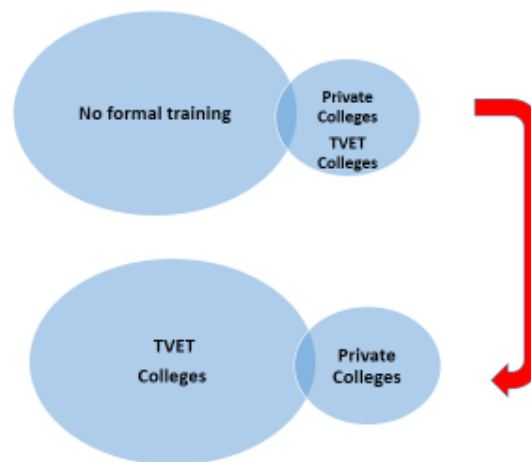 No formal training
Private
Colleges
TVET
Colleges
TVET
Colleges
Private
Colleges